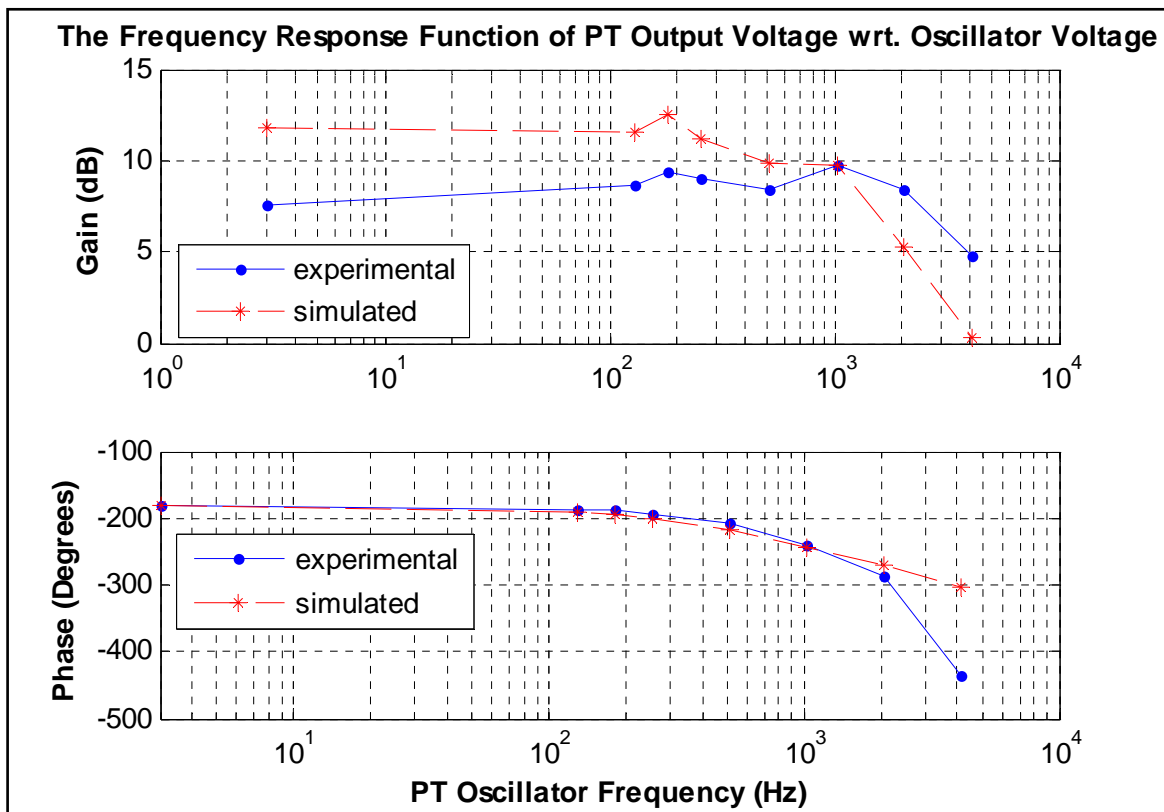 The Frequency Response Function of PT Output Voltage wrt. Oscillator Voltage
15
10
5
0
Gain (dB)
experimental
simulated
10^0 10^1 10^2 10^3 10^4
-100
-200
-300
-400
-500
Phase (Degrees)
experimental
simulated
10^1 10^2 10^3 10^4
PT Oscillator Frequency (Hz)